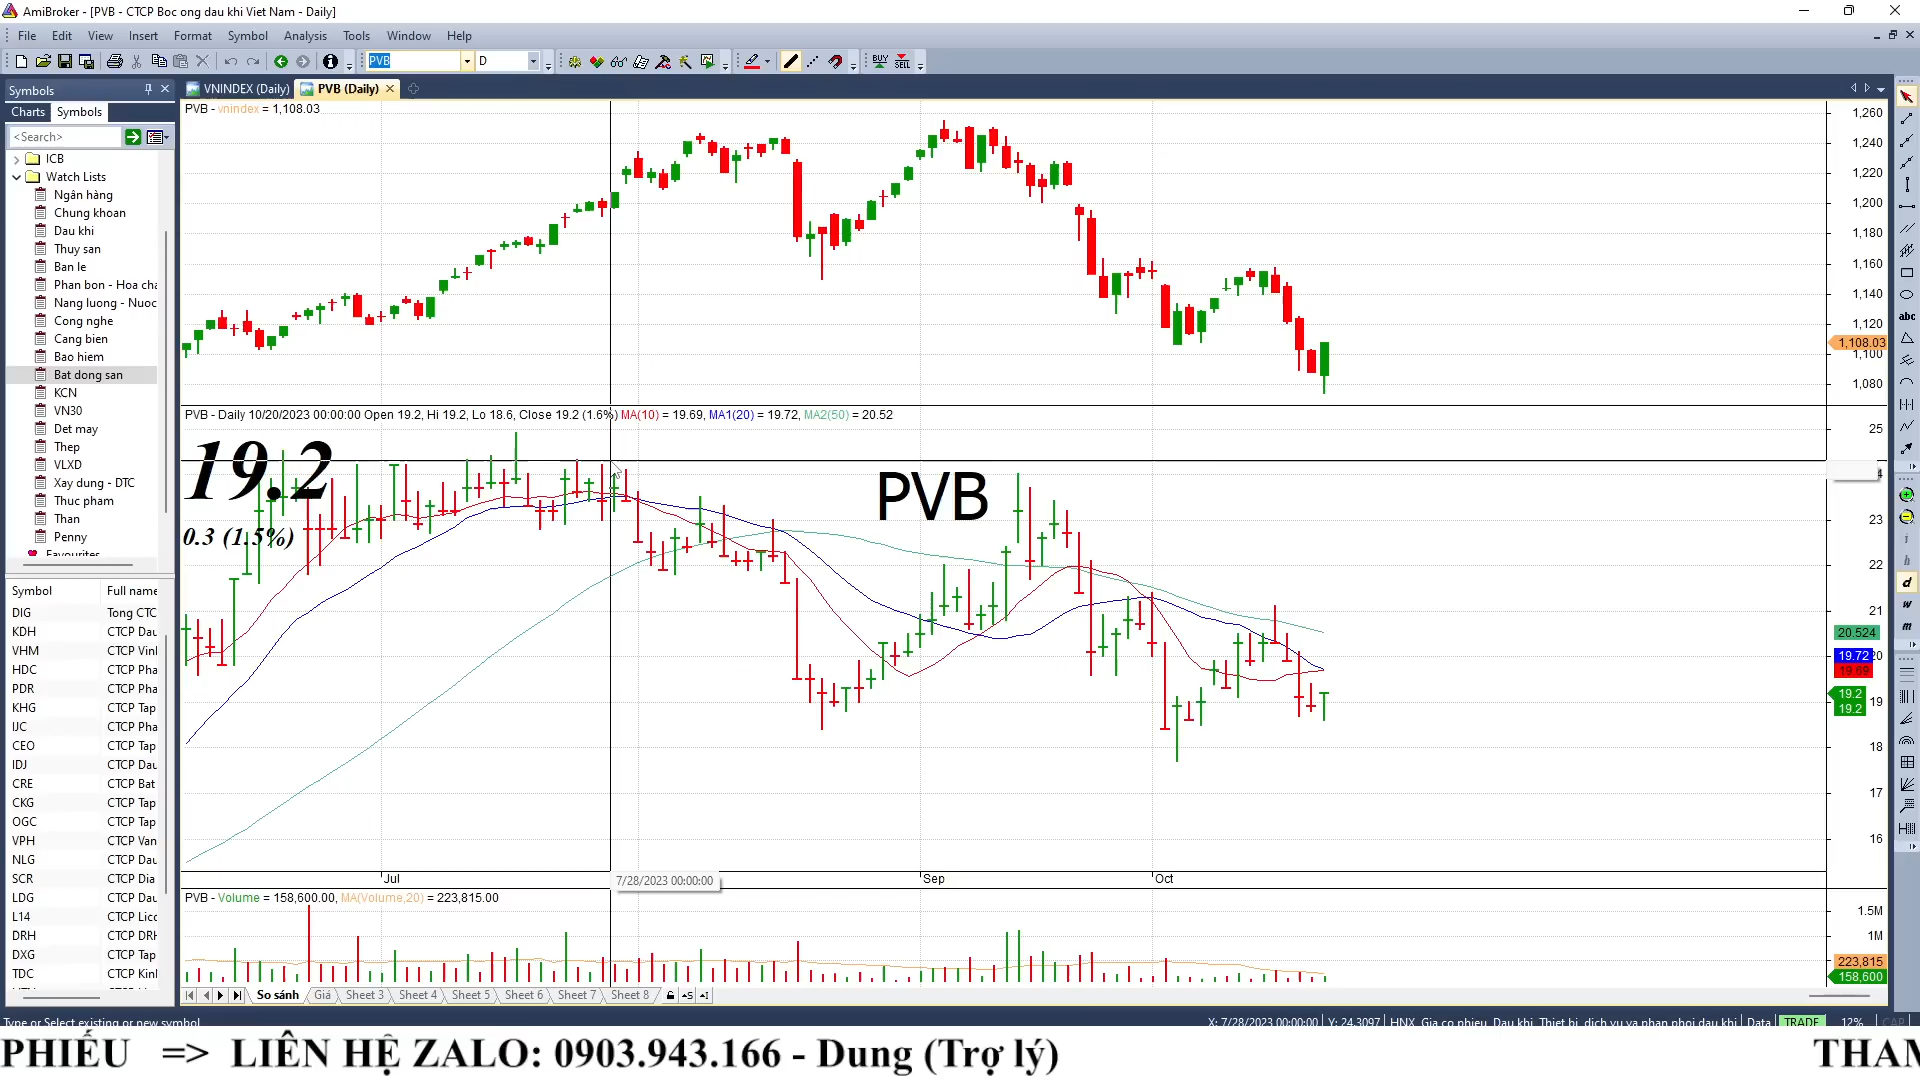 AmiBroker - [PVB - CTCP Boc ong dau khi Viet Nam - Daily]
File Edit View Insert Format Symbol Analysis Tools Window Help
PVB D BUY SELL
Symbols
Charts Symbols
<Search>
ICB
Watch Lists
Ngân hàng
Chung khoan
Dau khi
Thuy san
Ban le
Phan bon - Hoa cha
Nang luong - Nuoc
Cong nghe
Cang bien
Bao hiem
Bat dong san
KCN
VN30
Det may
Thep
VLXD
Xay dung - DTC
Thuc pham
Than
Penny
Favourites
Symbol Full name
DIG Tong CTC
KDH CTCP Dau
VHM CTCP Vinl
HDC CTCP Pha
PDR CTCP Pha
KHG CTCP Tap
IJC CTCP Pha
CEO CTCP Tap
IDJ CTCP Dau
CRE CTCP Bat
CKG CTCP Tap
OGC CTCP Tap
VPH CTCP Van
NLG CTCP Dau
SCR CTCP Dia
LDG CTCP Dau
L14 CTCP Lico
DRH CTCP DRH
DXG CTCP Tap
TDC CTCP Kinl
VNINDEX (Daily) PVB (Daily)
PVB - vnindex = 1,108.03
1,260
1,240
1,220
1,200
1,180
1,160
1,140
1,120
1,108.03
1,100
1,080
PVB - Daily 10/20/2023 00:00:00 Open 19.2, Hi 19.2, Lo 18.6, Close 19.2 (1.6%) MA(10) = 19.69, MA1(20) = 19.72, MA2(50) = 20.52
19.2
0.3 (1.5%)
PVB
25
23
22
21
20.524
19.72
19.69
19.2
19
19.2
18
17
16
Jul 7/28/2023 00:00:00 Sep Oct
PVB - Volume = 158,600.00, MA(Volume,20) = 223,815.00
1.5M
1M
223,815
158,600
So sánh Giá Sheet 3 Sheet 4 Sheet 5 Sheet 6 Sheet 7 Sheet 8
abc
i
h
d
w
m
Type or Select existing or new symbol X: 7/28/2023 00:00:00 Y: 24.3097 HNX, Gia co phieu, Dau khi, Thiet bi, dich vu va phan phoi dau khi Data TRADE 12% CAP
PHIẾU => LIÊN HỆ ZALO: 0903.943.166 - Dung (Trợ lý) THAM